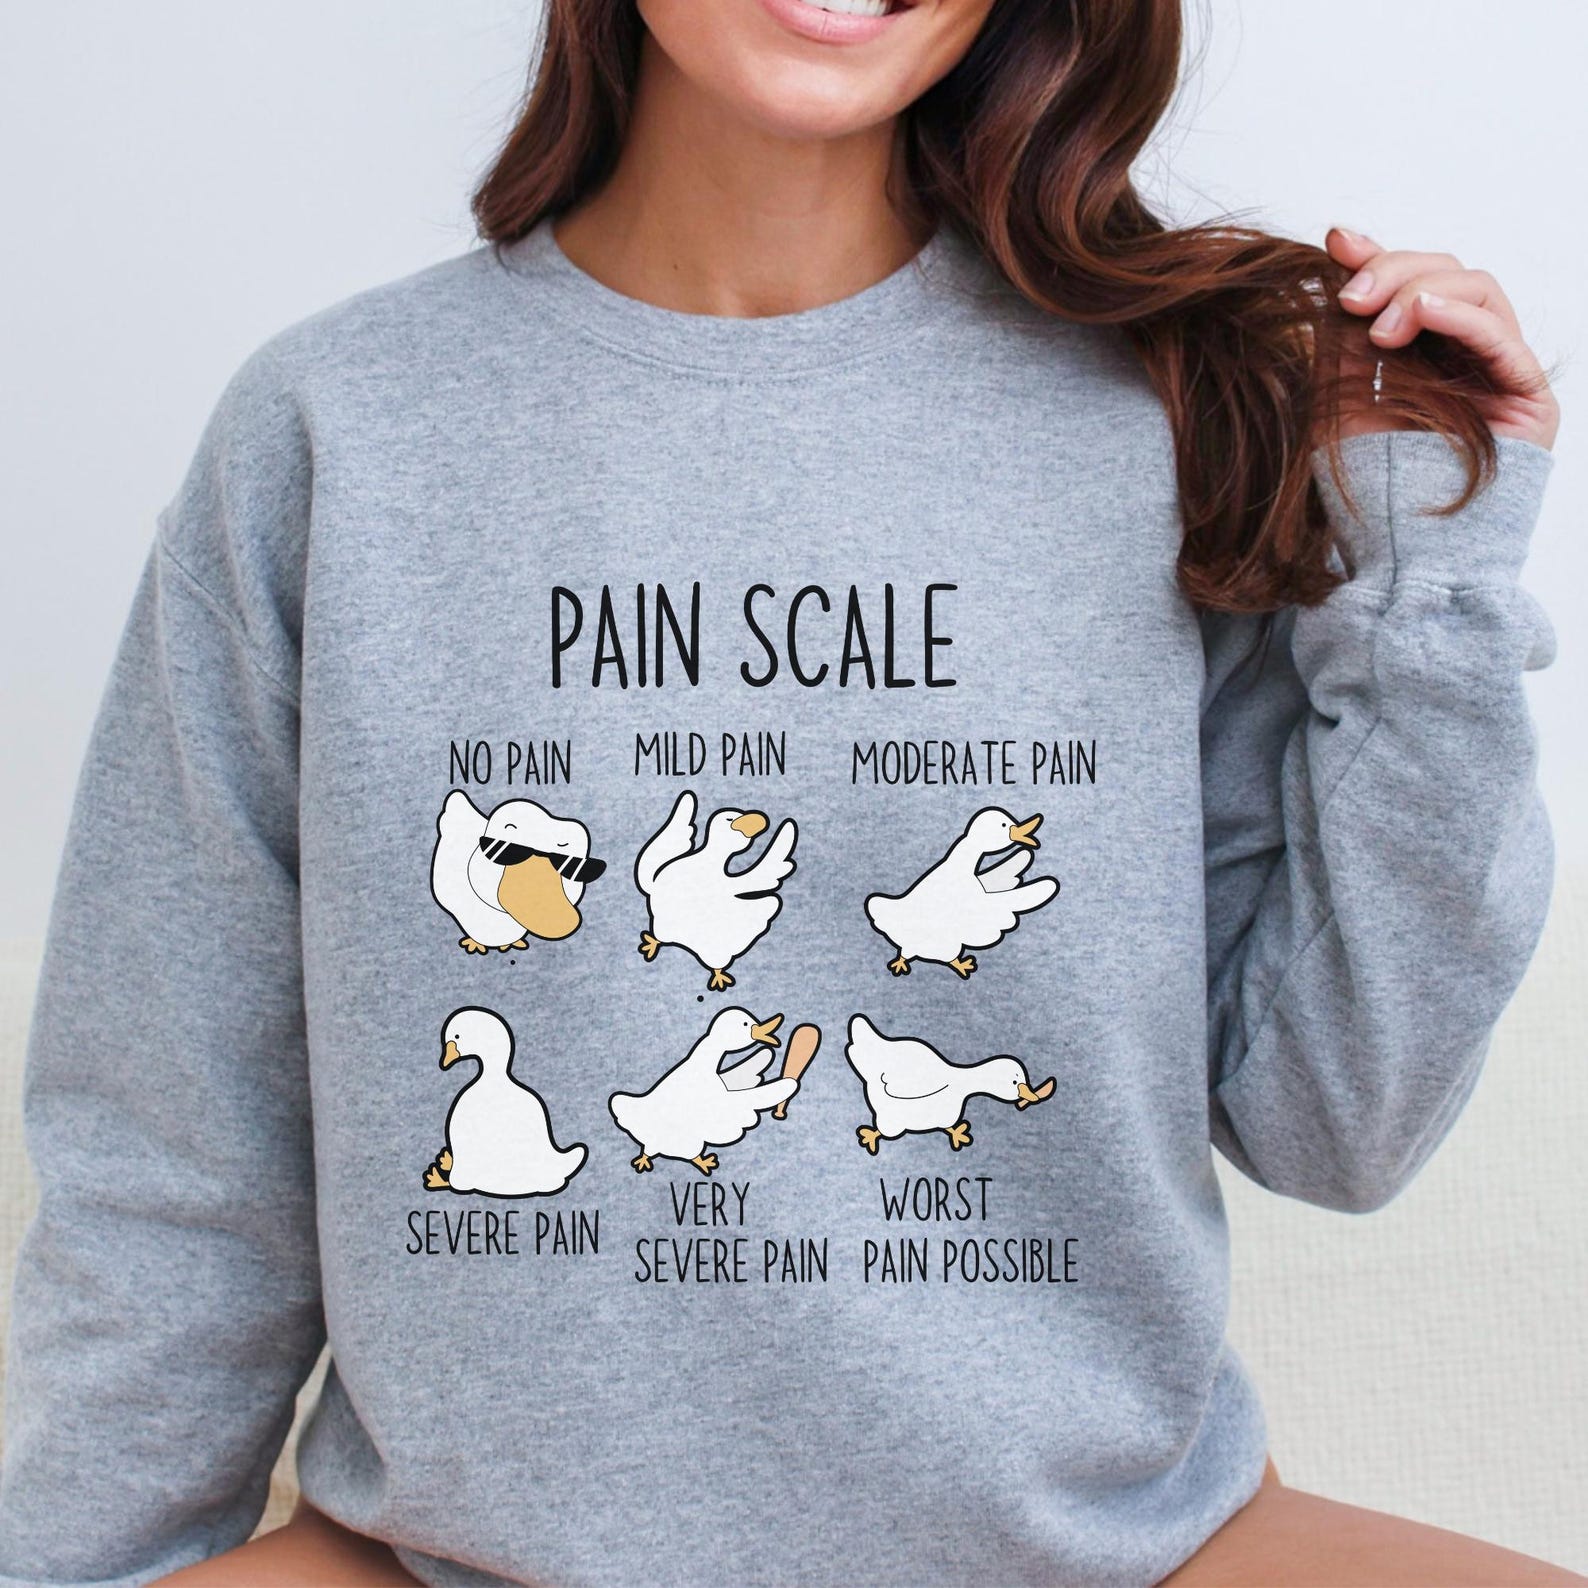 PAIN SCALE
NO PAIN
MILD PAIN
MODERATE PAIN
SEVERE PAIN
VERY
SEVERE PAIN
WORST
PAIN POSSIBLE